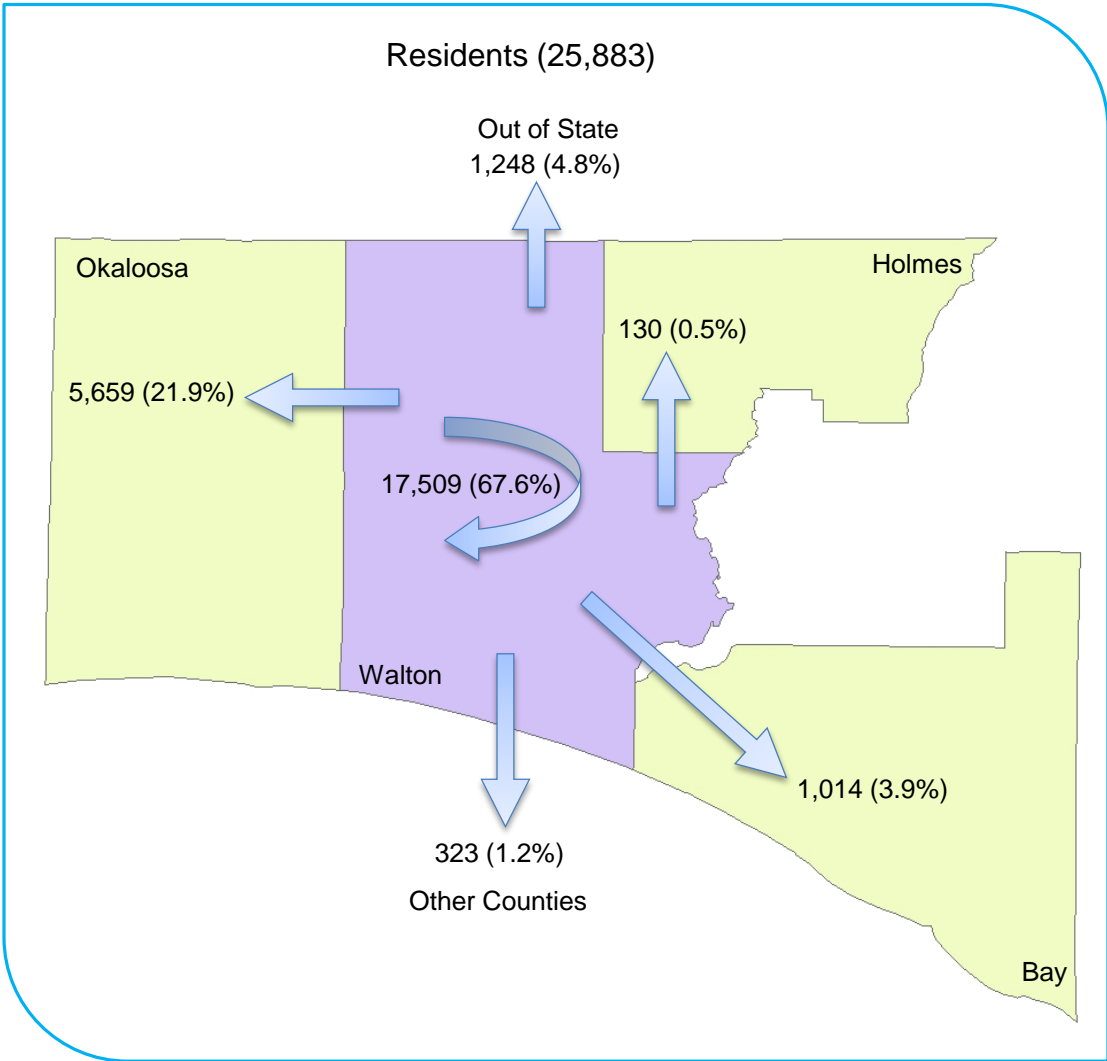 Residents (25,883)
Out of State
1,248 (4.8%)
Okaloosa
Holmes
130 (0.5%)
5,659 (21.9%)
17,509 (67.6%)
Walton
1,014 (3.9%)
323 (1.2%)
Other Counties
Bay